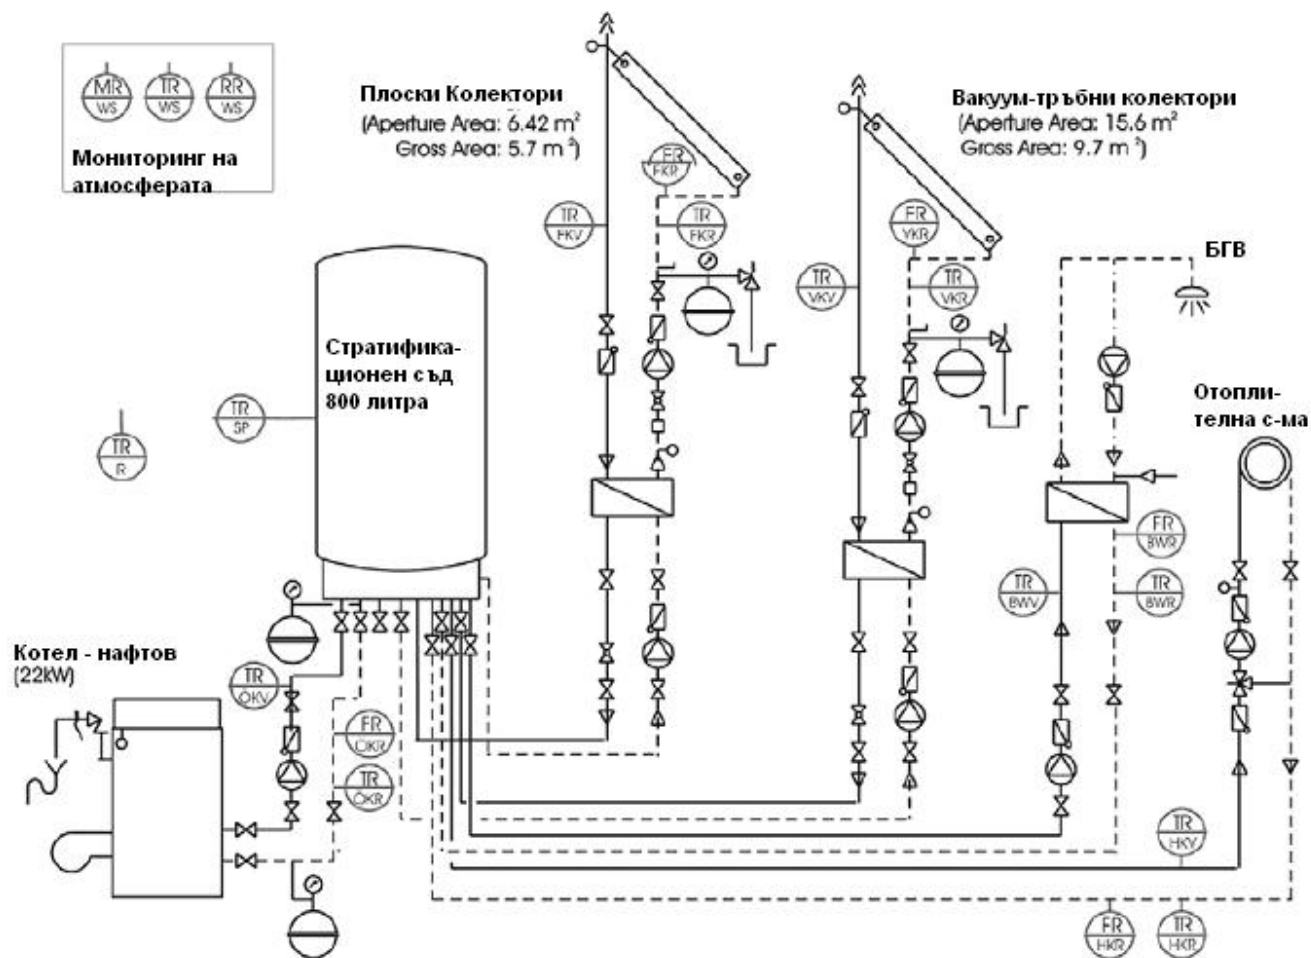 MR
WS
TR
WS
RR
WS
Мониторинг на
атмосферата
Плоски Колектори
(Aperture Area: 6.42 m²
Gross Area: 5.7 m²)
Вакуум-тръбни колектори
(Aperture Area: 15.6 m²
Gross Area: 9.7 m²)
FR
FKR
TR
FKV
TR
FKR
FR
VKR
TR
VKV
TR
VKR
БГВ
Стратифика-
ционен съд
800 литра
TR
SP
TR
R
Отопли-
телна с-ма
FR
BWR
TR
BWV
TR
BWR
Котел - нафтов
(22kW)
TR
ÖKV
FR
ÖKR
TR
ÖKR
TR
HKV
FR
HKR
TR
HKR